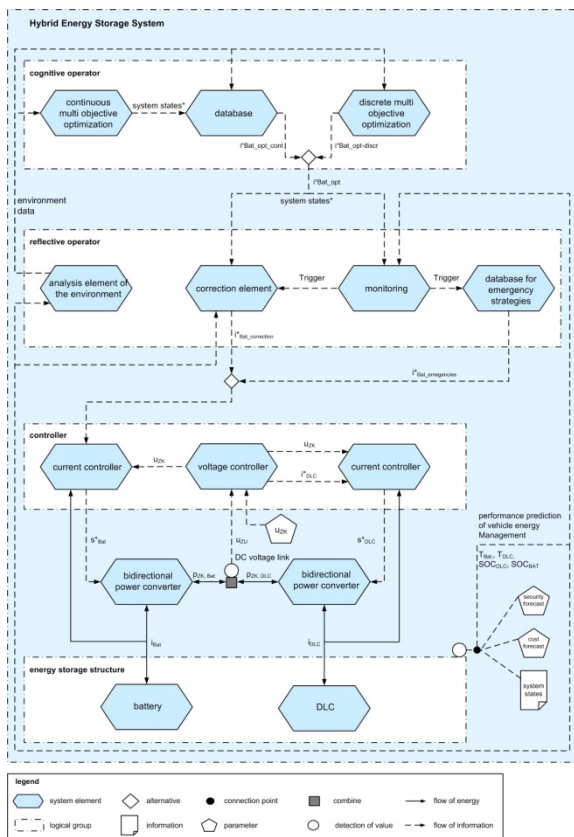 Hybrid Energy Storage System
cognitive operator
continuous
multi objective
optimization
system states*
database
discrete multi
objective
optimization
i*Bat_opt_cont
i*Bat_opt-discr
i*Bat_opt
environment
data
system states*
reflective operator
analysis element of
the environment
correction element
Trigger
monitoring
Trigger
database for
emergency
strategies
i*Bat_correction
i*Bat_emegencies
controller
current controller
uZK
voltage controller
uZK
i*DLC
current controller
s*Bat
uZU
uZK
s*DLC
DC voltage link
bidirectional
power converter
pZK, Bat
pZK, DLC
bidirectional
power converter
performance prediction
of vehicle energy
Management
TBat, TDLC,
SOCDLC, SOCBAT
security
forecast
cost
forecast
system
states
iBat
iDLC
energy storage structure
battery
DLC
legend
system element
alternative
connection point
combine
flow of energy
logical group
information
parameter
detection of value
flow of information